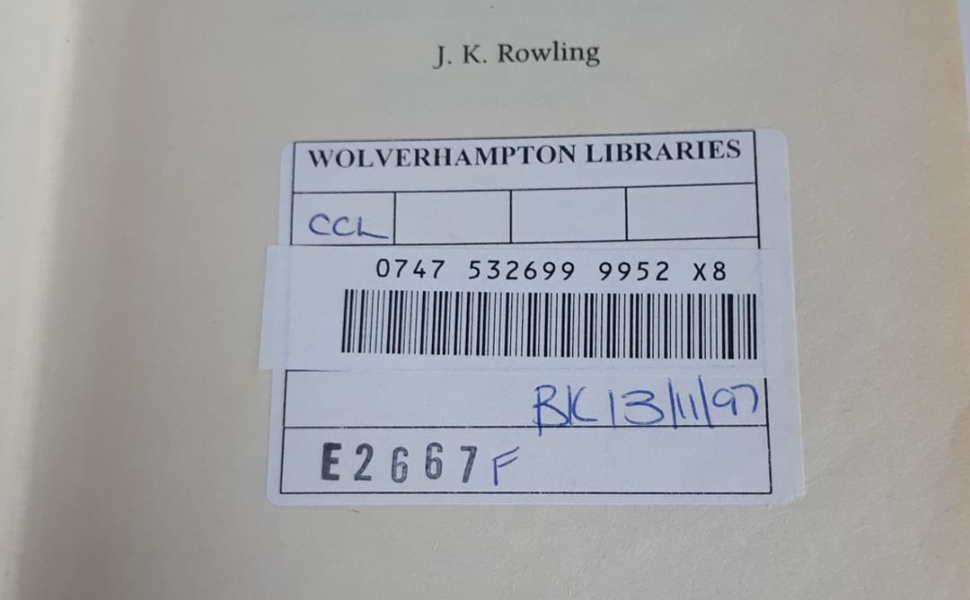 J. K. Rowling
WOLVERHAMPTON LIBRARIES
CCL
0747 532699 9952 X8
BK 13/11/97
E2667F